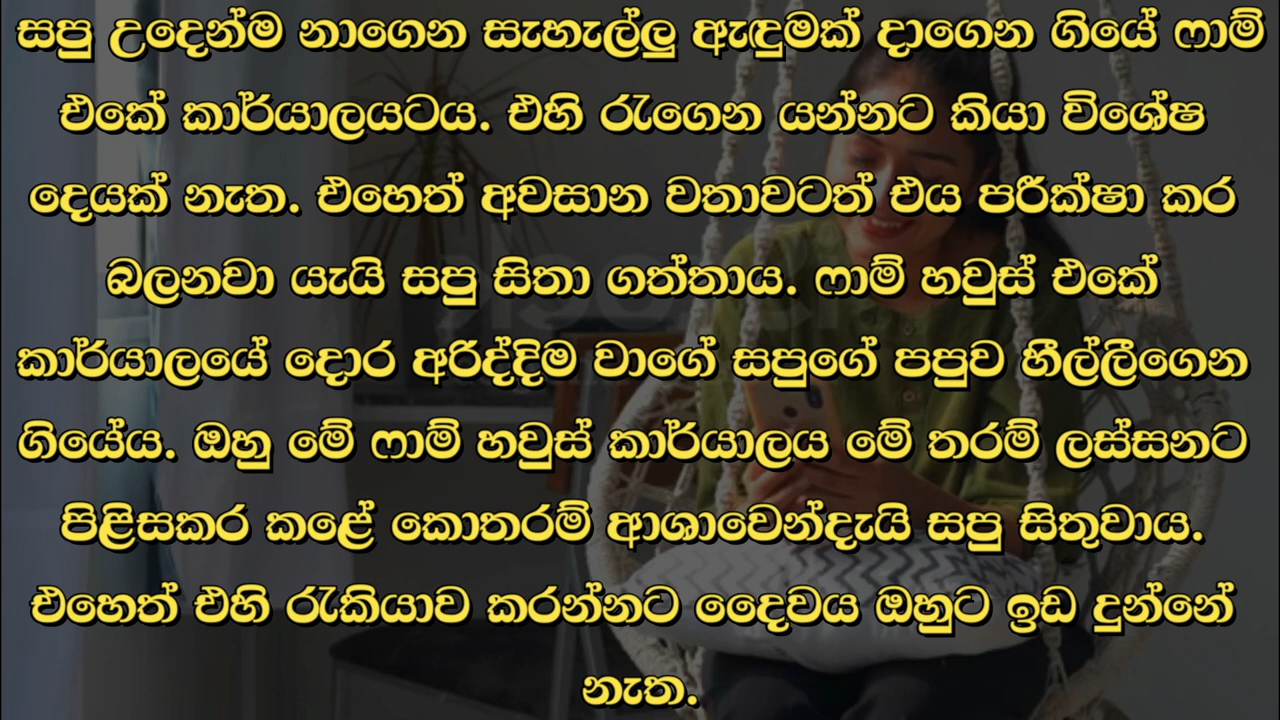 සපු උදෙන්ම නාගෙන සැහැල්ලු ඇඳුමක් දාගෙන ගියේ ෆාම්
එකේ කාර්යාලයටය. එහි රැගෙන යන්නට කියා විශේෂ
දෙයක් නැත. එහෙත් අවසාන වතාවටත් එය පරීක්ෂා කර
බලනවා යැයි සපු සිතා ගත්තාය. ෆාම් හවුස් එකේ
කාර්යාලයේ දොර අරිද්දිම වාගේ සපුගේ පපුව හීල්ලීගෙන
ගියේය. ඔහු මේ ෆාම් හවුස් කාර්යාලය මේ තරම් ලස්සනට
පිළිසකර කළේ කොතරම් ආශාවෙන්දැයි සපු සිතුවාය.
එහෙත් එහි රැකියාව කරන්නට දෛවය ඔහුට ඉඩ දුන්නේ
නැත.